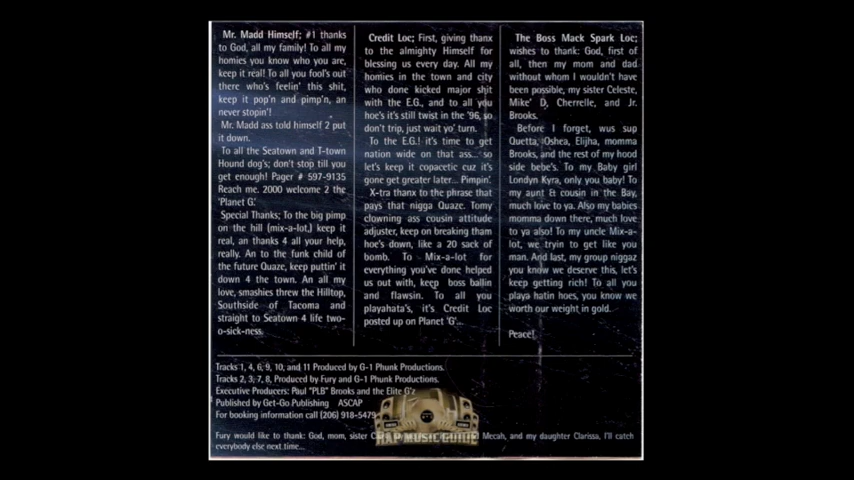 Mr. Madd Himself; #1 thanks
to God, all my family! To all my
homies you know who you are,
keep it real! To all you fool's out
there who's feelin' this shit,
keep it pop'n and pimp'n, an
never stopin'!
Mr. Madd ass told himself 2 put
it down.
To all the Seatown and T-town
Hound dog's; don't stop till you
get enough! Pager # 597-9135
Reach me. 2000 welcome 2 the
'Planet G.'
Special Thanks; To the big pimp
on the hill (mix-a-lot,) keep it
real, an thanks 4 all your help,
really. An to the funk child of
the future Quaze, keep puttin' it
down 4 the town. An all my
love, smashies threw the Hilltop,
Southside of Tacoma and
straight to Seatown 4 life two-
o-sick-ness.
Credit Loc; First, giving thanx
to the almighty Himself for
blessing us every day. All my
homies in the town and city
who done kicked major shit
with the E.G., and to all you
hoe's it's still twist in the '96, so
don't trip, just wait yo' turn.
To the E.G.! it's time to get
nation wide on that ass... so
let's keep it copacetic cuz it's
gone get greater later... Pimpin'.
X-tra thanx to the phrase that
pays that nigga Quaze. Tomy
clowning ass cousin attitude
adjuster, keep on breaking tham
hoe's down, like a 20 sack of
bomb. To Mix-a-lot for
everything you've done helped
us out with, keep boss ballin
and flawsin. To all you
playahata's, it's Credit Loc
posted up on Planet 'G'...
The Boss Mack Spark Loc;
wishes to thank: God, first of
all, then my mom and dad
without whom I wouldn't have
been possible, my sister Celeste,
Mike' D, Cherrelle, and Jr.
Brooks.
Before I forget, wus sup
Quetta, Oshea, Elijha, momma
Brooks, and the rest of my hood
side bebe's. To my Baby girl
Londyn Kyra, only you baby! To
my aunt & cousin in the Bay,
much love to ya. Also my babies
momma down there, much love
to ya also! To my uncle Mix-a-
lot, we tryin to get like you
man. And last, my group niggaz
you know we deserve this, let's
keep getting rich! To all you
playa hatin hoes, you know we
worth our weight in gold.
Peace!
Tracks 1, 4, 6, 9, 10, and 11 Produced by G-1 Phunk Productions.
Tracks 2, 3, 7, 8, Produced by Fury and G-1 Phunk Productions.
Executive Producers: Paul "PLB" Brooks and the Elite G'z
Published by Get-Go Publishing ASCAP
For booking information call (206) 918-5479
RAP MUSIC GUIDE
Fury would like to thank: God, mom, sister Mecah, and my daughter Clarissa, I'll catch
everybody else next time...